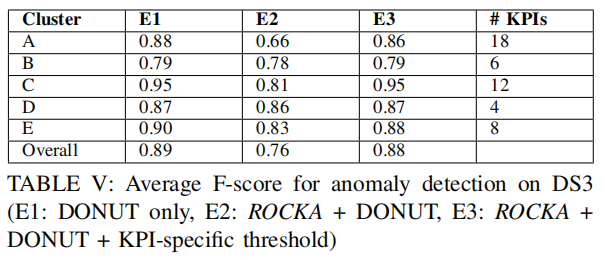 Cluster E1 E2 E3 # KPIs
A 0.88 0.66 0.86 18
B 0.79 0.78 0.79 6
C 0.95 0.81 0.95 12
D 0.87 0.86 0.87 4
E 0.90 0.83 0.88 8
Overall 0.89 0.76 0.88
TABLE V: Average F-score for anomaly detection on DS3
(E1: DONUT only, E2: ROCKA + DONUT, E3: ROCKA +
DONUT + KPI-specific threshold)